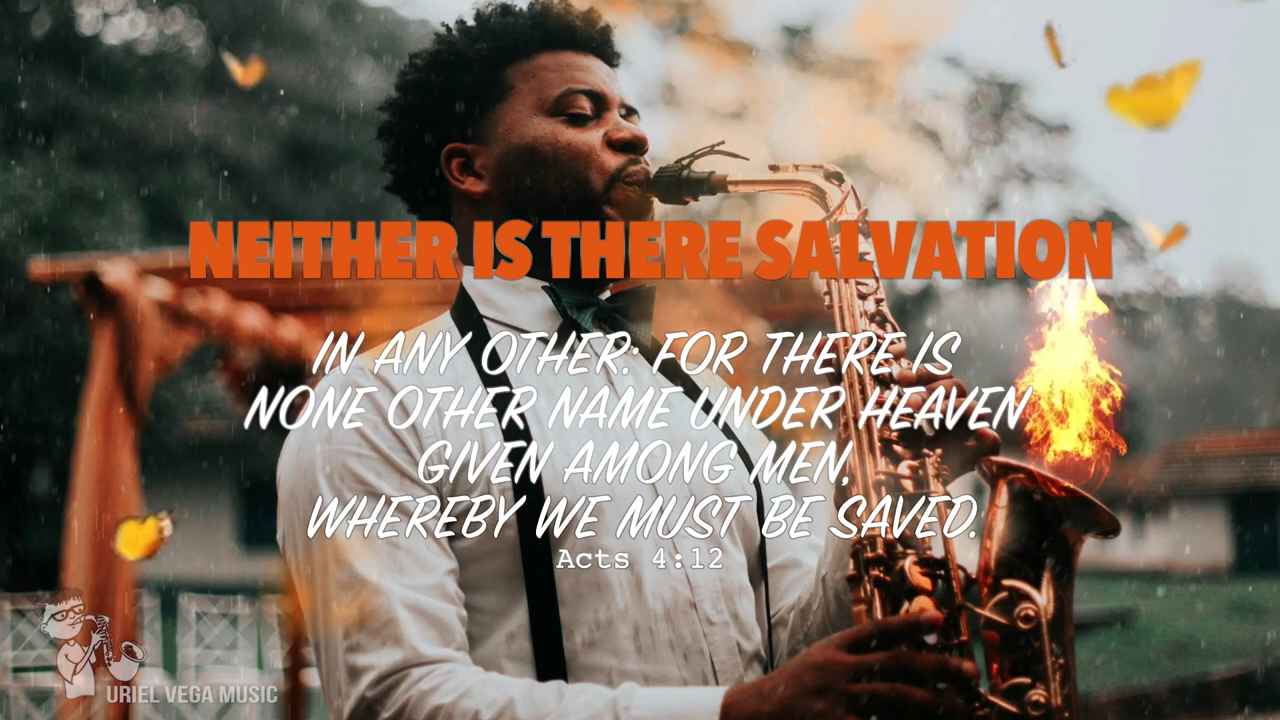 NEITHER IS THERE SALVATION
IN ANY OTHER: FOR THERE IS
NONE OTHER NAME UNDER HEAVEN
GIVEN AMONG MEN,
WHEREBY WE MUST BE SAVED.
Acts 4:12
URIEL VEGA MUSIC